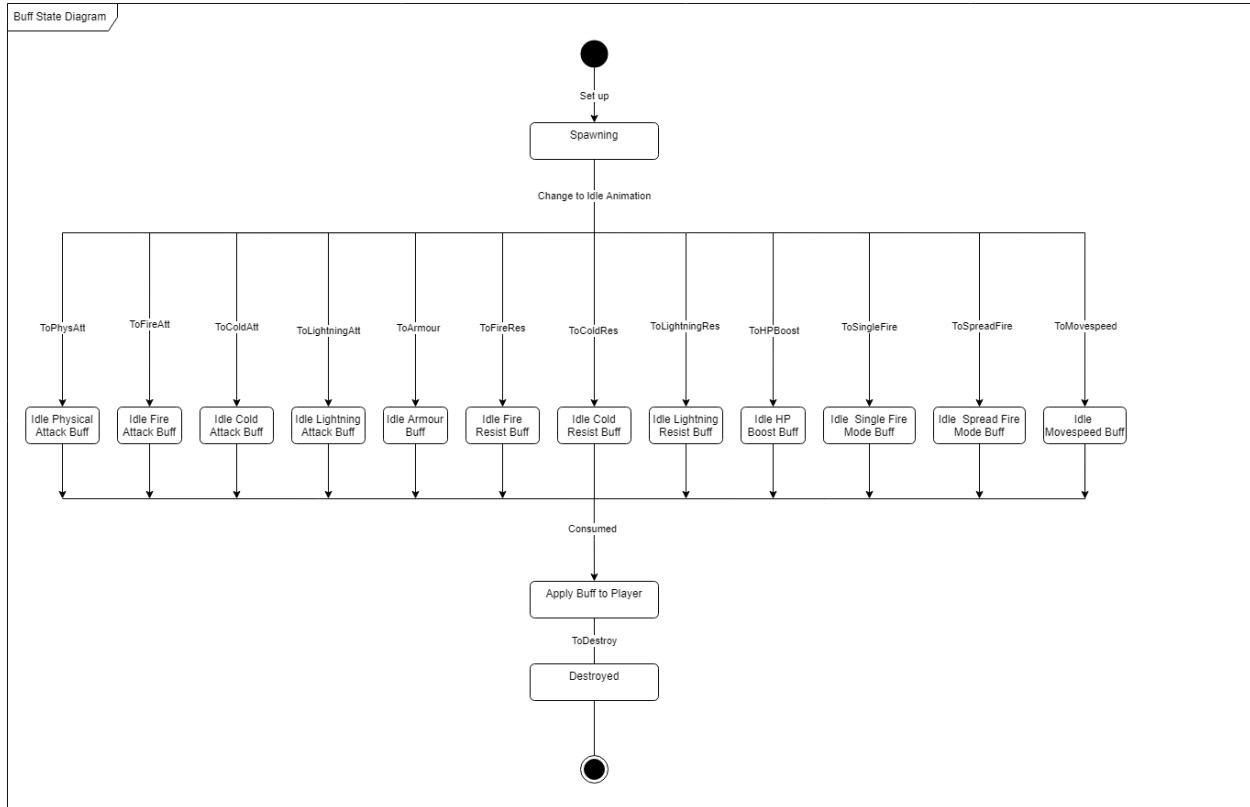 Buff State Diagram
Set up
Spawning
Change to Idle Animation
ToPhysAtt
ToFireAtt
ToColdAtt
ToLightningAtt
ToArmour
ToFireRes
ToColdRes
ToLightningRes
ToHPBoost
ToSingleFire
ToSpreadFire
ToMovespeed
Idle Physical
Attack Buff
Idle Fire
Attack Buff
Idle Cold
Attack Buff
Idle Lightning
Attack Buff
Idle Armour
Buff
Idle Fire
Resist Buff
Idle Cold
Resist Buff
Idle Lightning
Resist Buff
Idle HP
Boost Buff
Idle  Single Fire
Mode Buff
Idle  Spread Fire
Mode Buff
Idle
Movespeed Buff
Consumed
Apply Buff to Player
ToDestroy
Destroyed